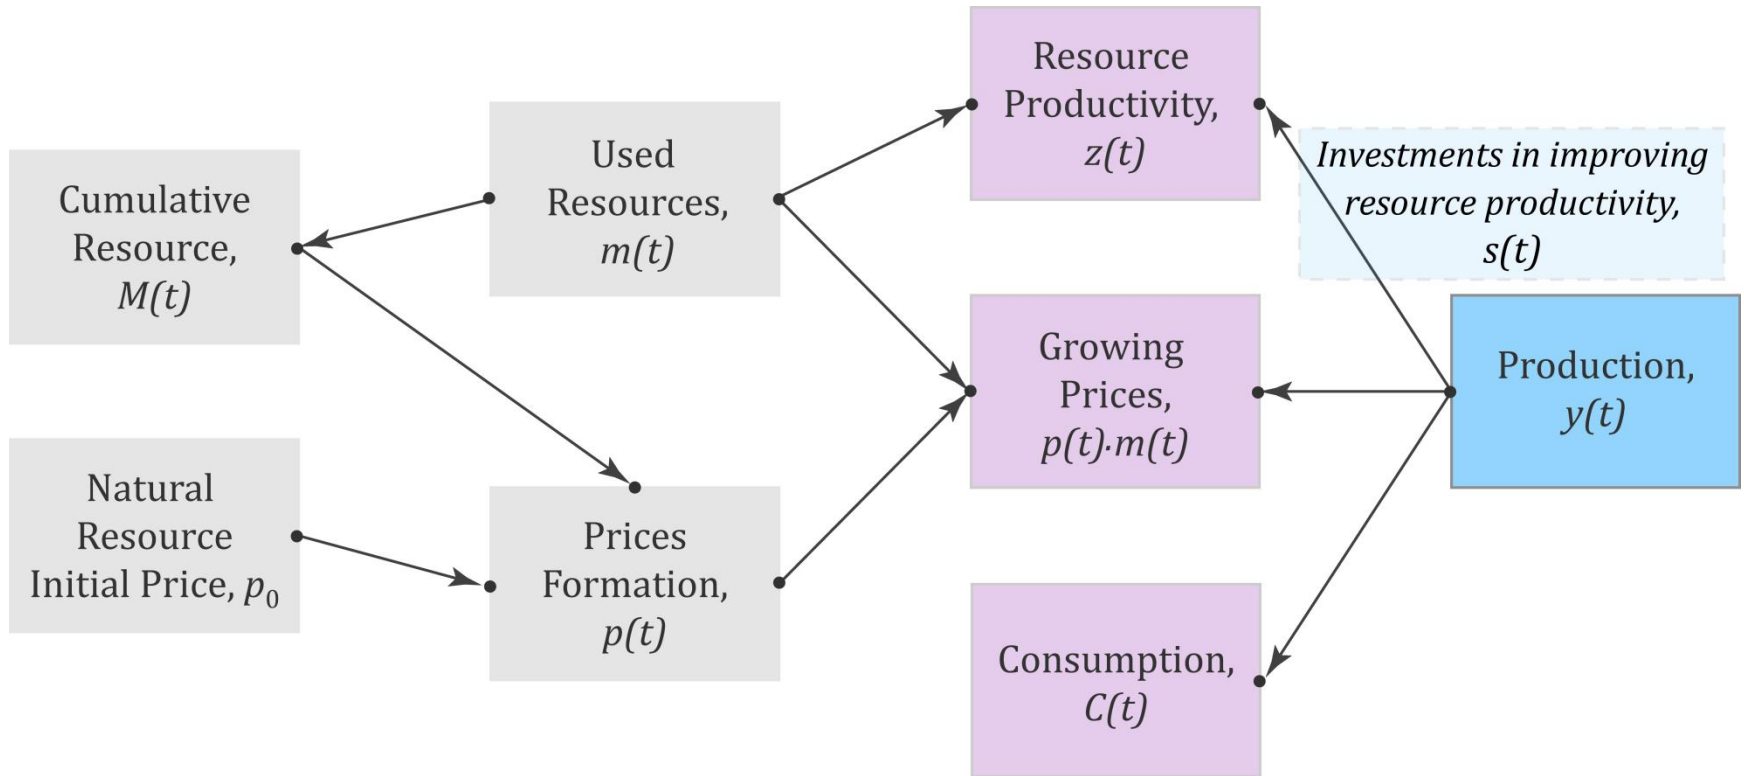 Cumulative
Resource,
M(t)
Natural
Resource
Initial Price, p₀
Used
Resources,
m(t)
Prices
Formation,
p(t)
Resource
Productivity,
z(t)
Growing
Prices,
p(t)·m(t)
Consumption,
C(t)
Investments in improving
resource productivity,
s(t)
Production,
y(t)